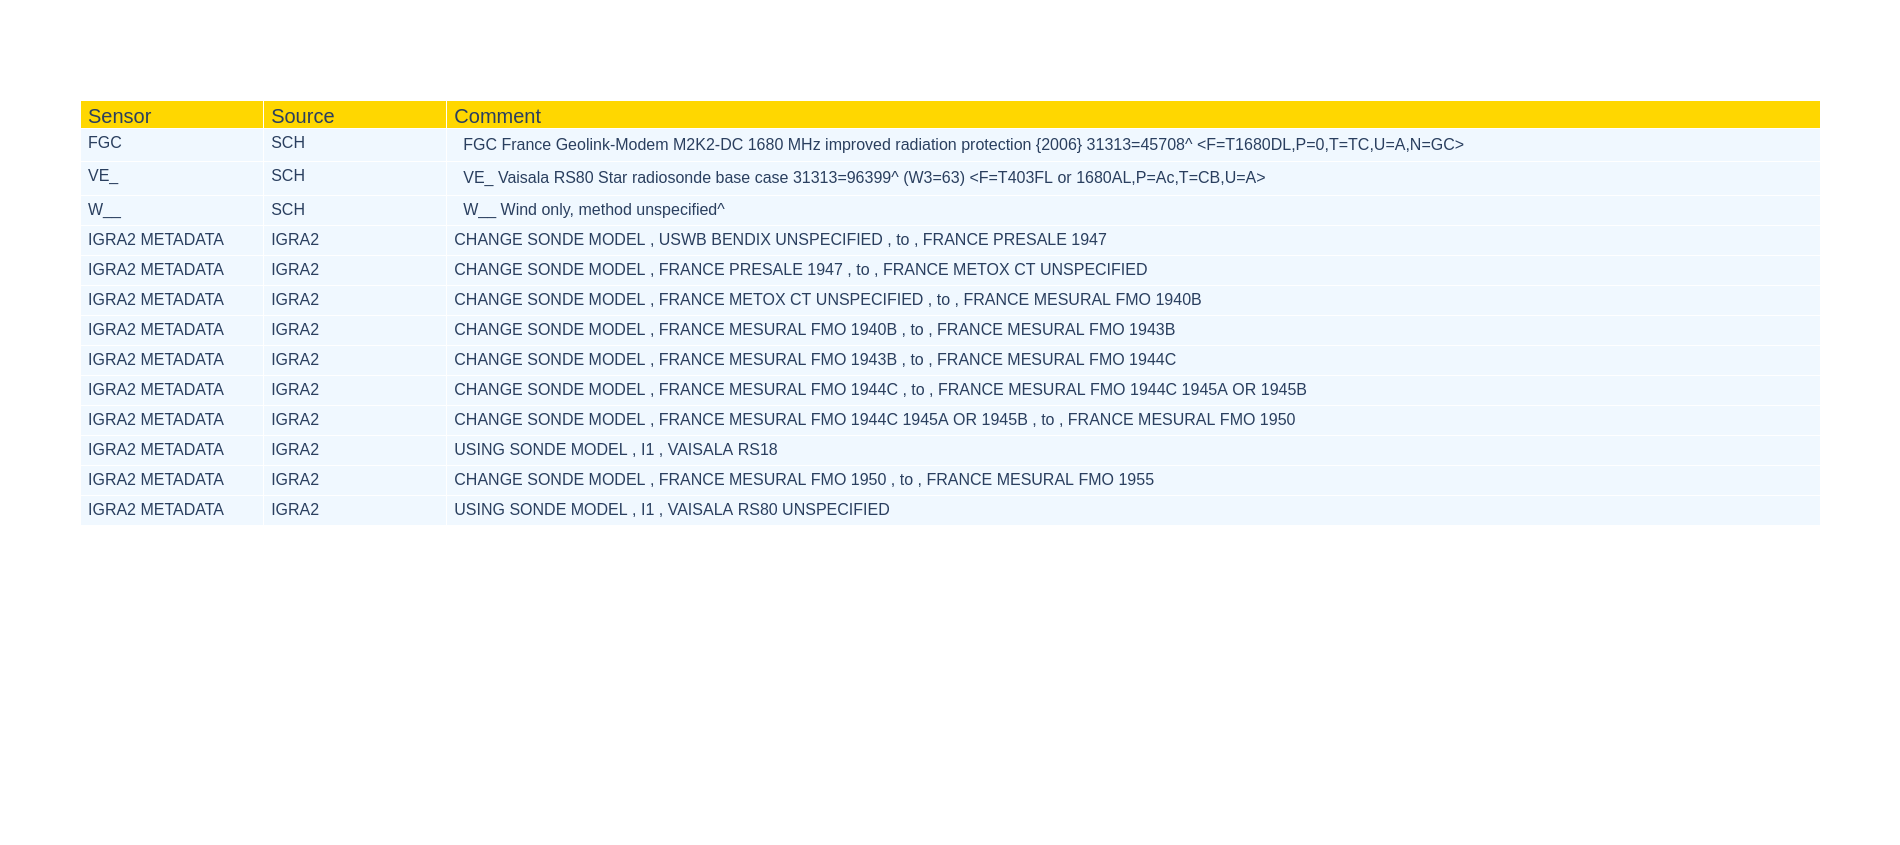 Sensor Source Comment
FGC SCH FGC France Geolink-Modem M2K2-DC 1680 MHz improved radiation protection {2006} 31313=45708^ <F=T1680DL,P=0,T=TC,U=A,N=GC>
VE_ SCH VE_ Vaisala RS80 Star radiosonde base case 31313=96399^ (W3=63) <F=T403FL or 1680AL,P=Ac,T=CB,U=A>
W__ SCH W__ Wind only, method unspecified^
IGRA2 METADATA IGRA2 CHANGE SONDE MODEL , USWB BENDIX UNSPECIFIED , to , FRANCE PRESALE 1947
IGRA2 METADATA IGRA2 CHANGE SONDE MODEL , FRANCE PRESALE 1947 , to , FRANCE METOX CT UNSPECIFIED
IGRA2 METADATA IGRA2 CHANGE SONDE MODEL , FRANCE METOX CT UNSPECIFIED , to , FRANCE MESURAL FMO 1940B
IGRA2 METADATA IGRA2 CHANGE SONDE MODEL , FRANCE MESURAL FMO 1940B , to , FRANCE MESURAL FMO 1943B
IGRA2 METADATA IGRA2 CHANGE SONDE MODEL , FRANCE MESURAL FMO 1943B , to , FRANCE MESURAL FMO 1944C
IGRA2 METADATA IGRA2 CHANGE SONDE MODEL , FRANCE MESURAL FMO 1944C , to , FRANCE MESURAL FMO 1944C 1945A OR 1945B
IGRA2 METADATA IGRA2 CHANGE SONDE MODEL , FRANCE MESURAL FMO 1944C 1945A OR 1945B , to , FRANCE MESURAL FMO 1950
IGRA2 METADATA IGRA2 USING SONDE MODEL , I1 , VAISALA RS18
IGRA2 METADATA IGRA2 CHANGE SONDE MODEL , FRANCE MESURAL FMO 1950 , to , FRANCE MESURAL FMO 1955
IGRA2 METADATA IGRA2 USING SONDE MODEL , I1 , VAISALA RS80 UNSPECIFIED